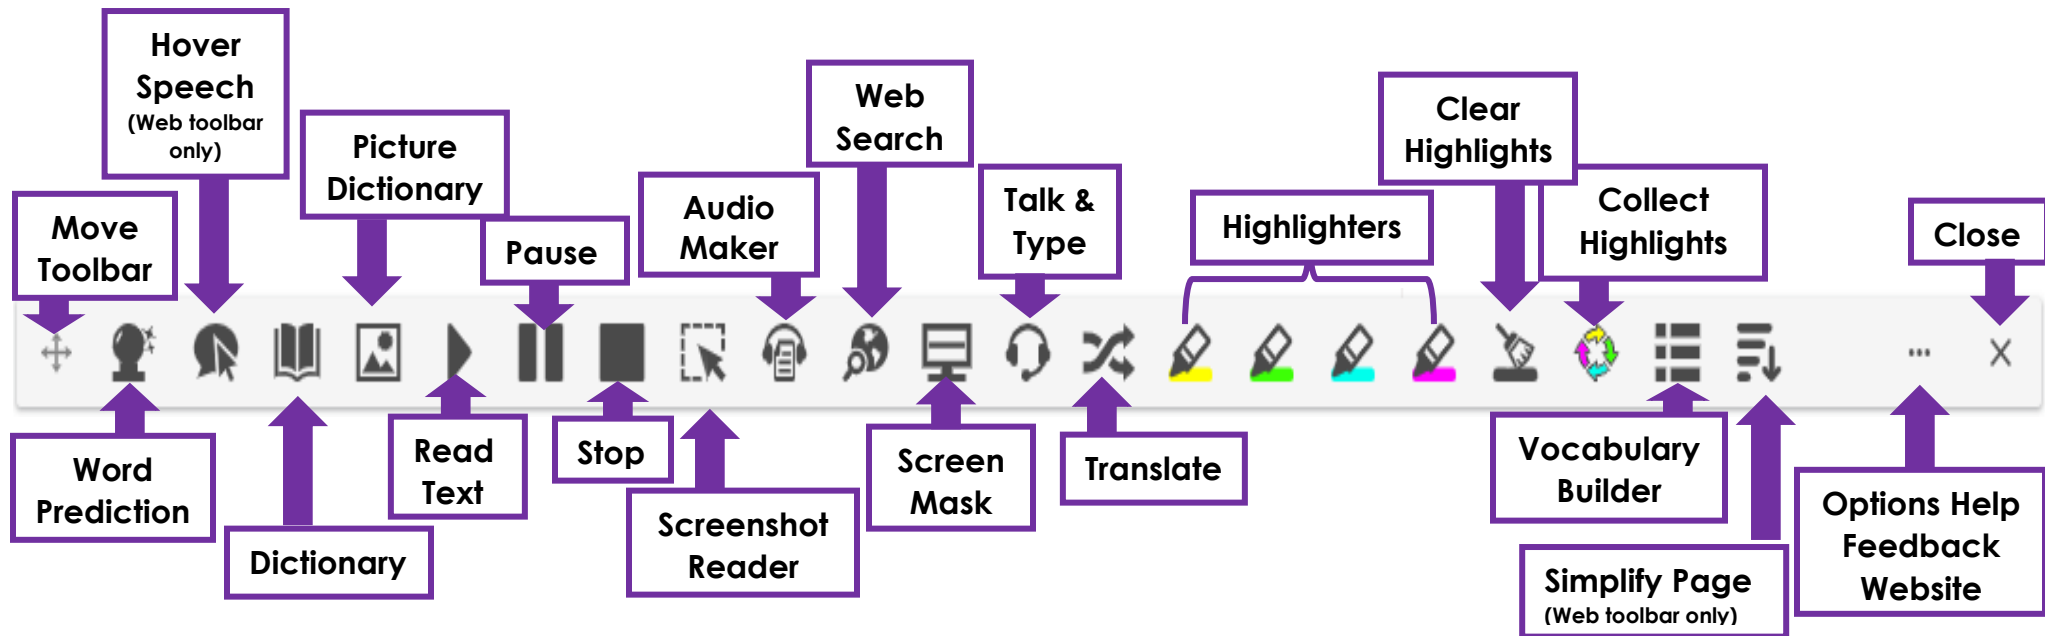 Hover
Speech
(Web toolbar
only)
Web
Search
Clear
Highlights
Picture
Dictionary
Move
Toolbar
Pause
Audio
Maker
Talk &
Type
Highlighters
Collect
Highlights
Close
...
Word
Prediction
Dictionary
Read
Text
Stop
Screenshot
Reader
Screen
Mask
Translate
Vocabulary
Builder
Simplify Page
(Web toolbar only)
Options Help
Feedback
Website